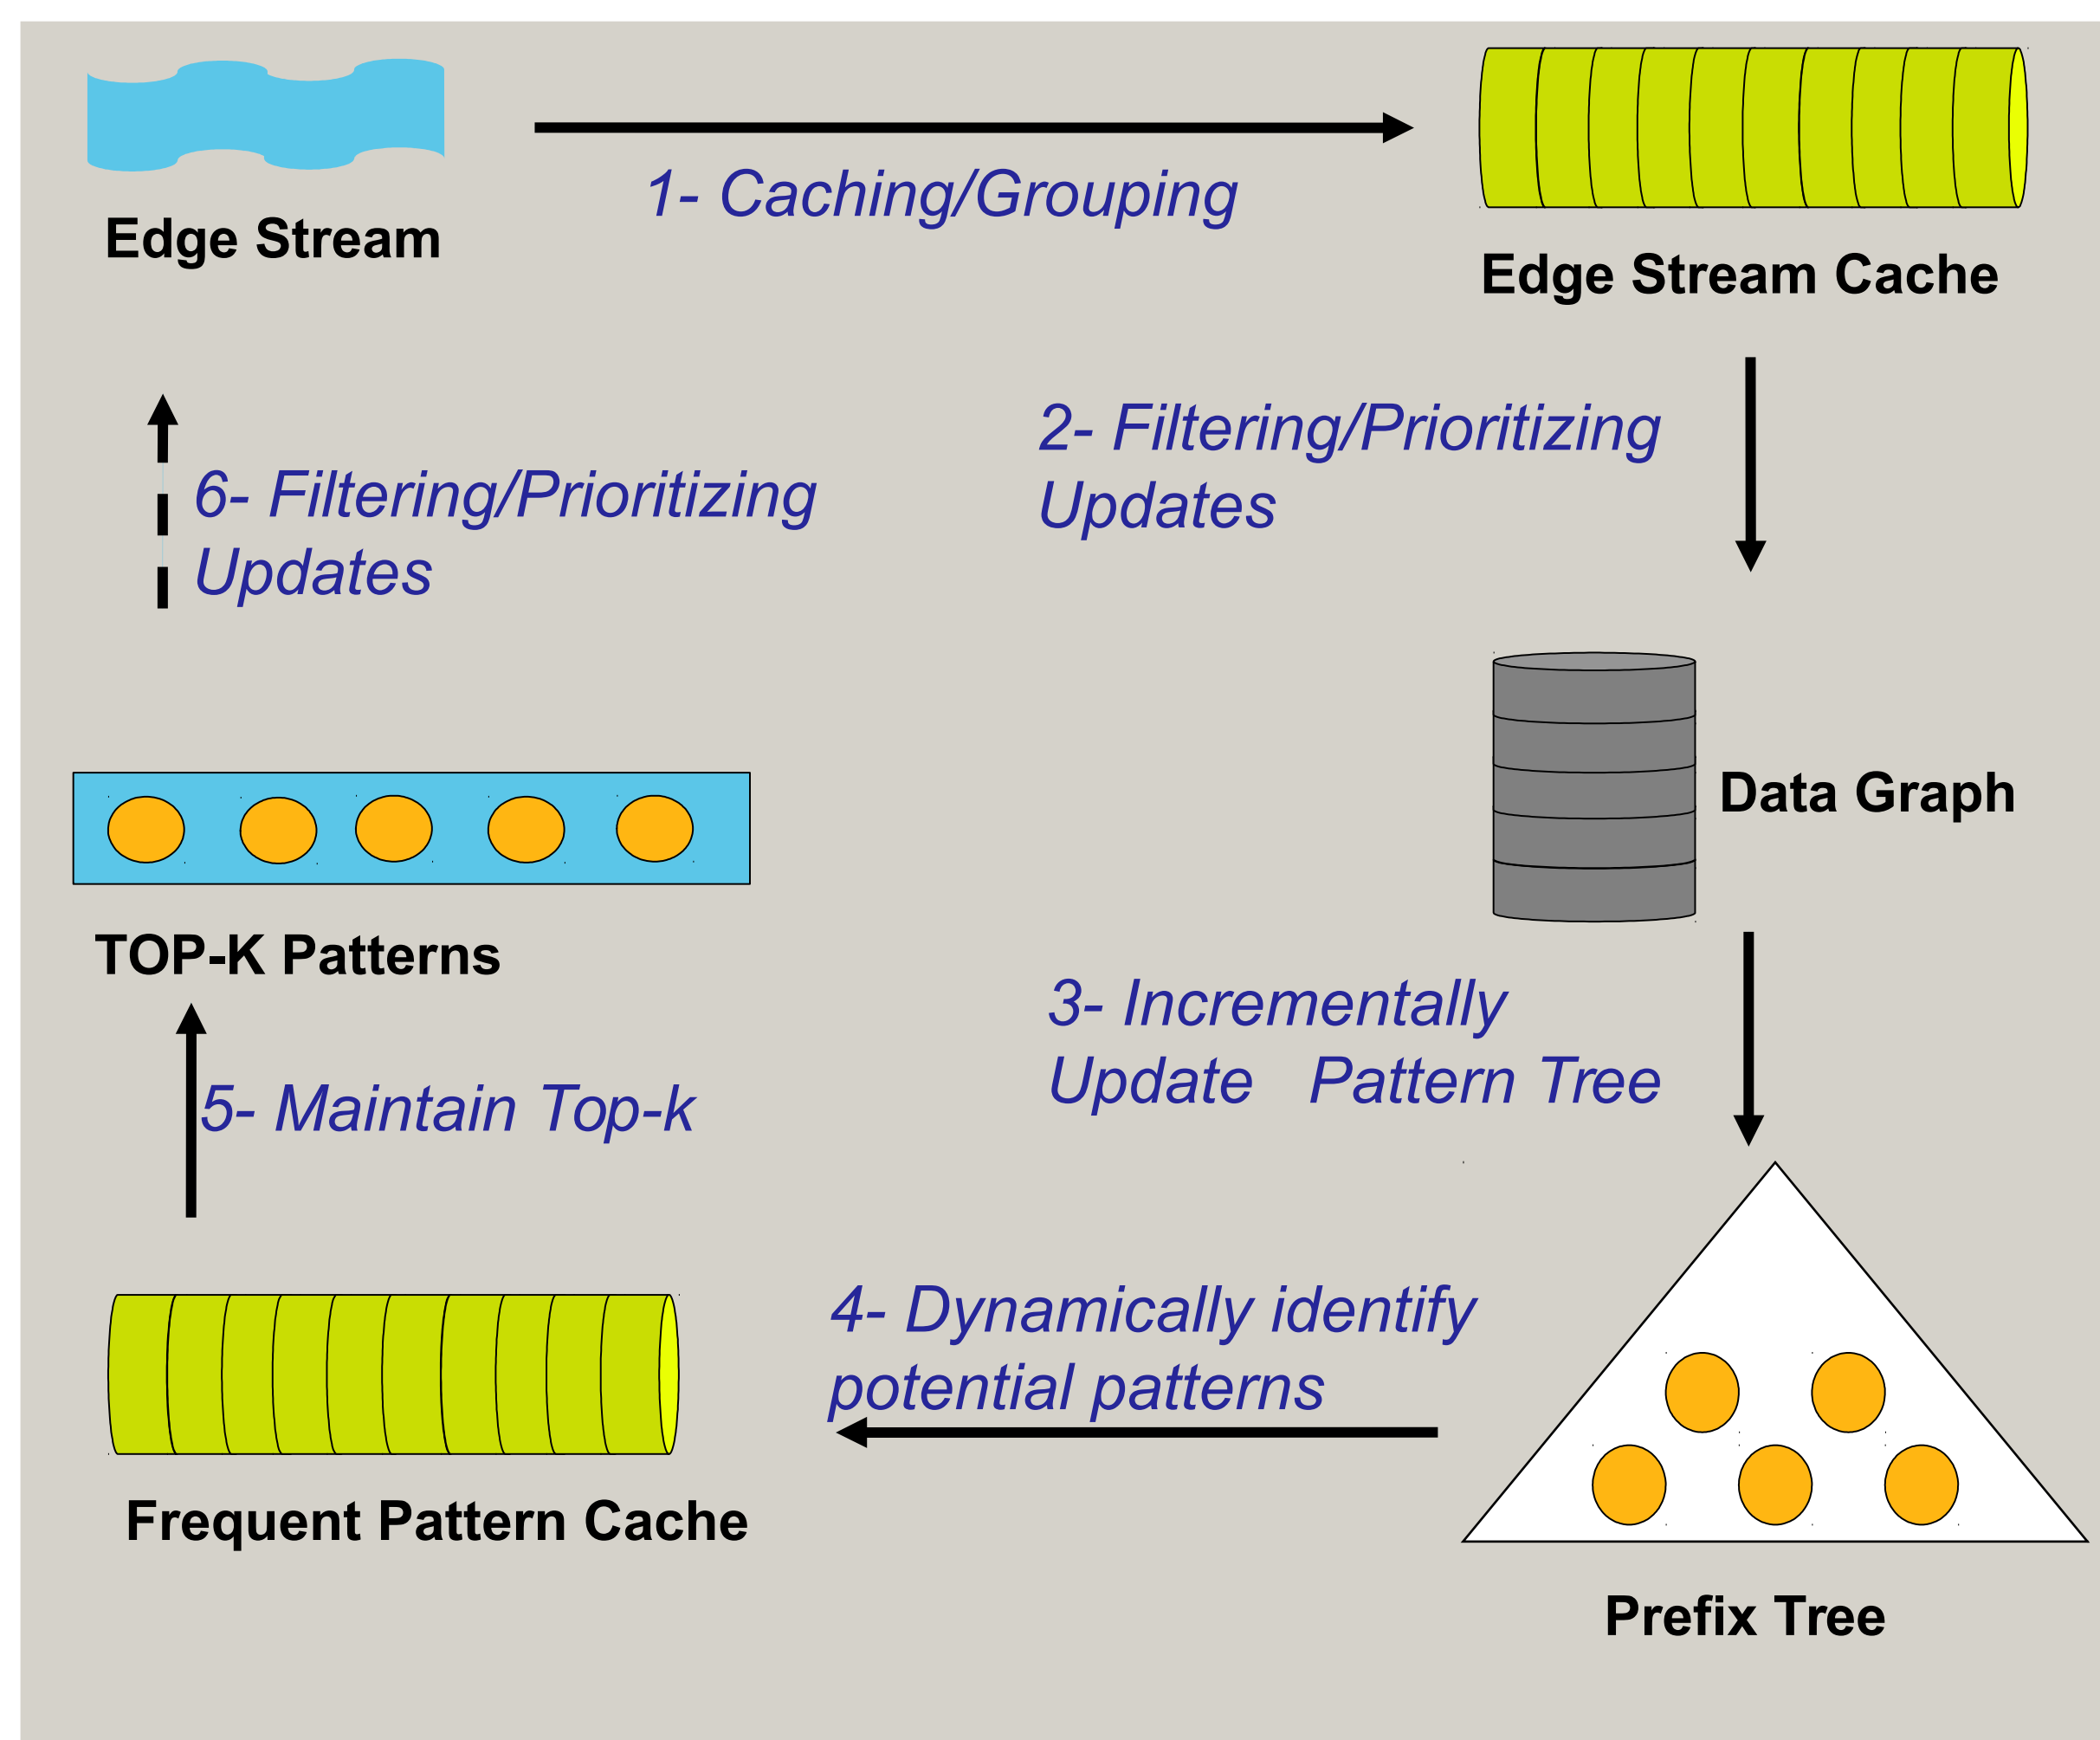 Edge Stream
1- Caching/Grouping
Edge Stream Cache
2- Filtering/Prioritizing
Updates
6- Filtering/Prioritizing
Updates
Data Graph
TOP-K Patterns
3- Incrementally
Update Pattern Tree
5- Maintain Top-k
4- Dynamically identify
potential patterns
Frequent Pattern Cache
Prefix Tree